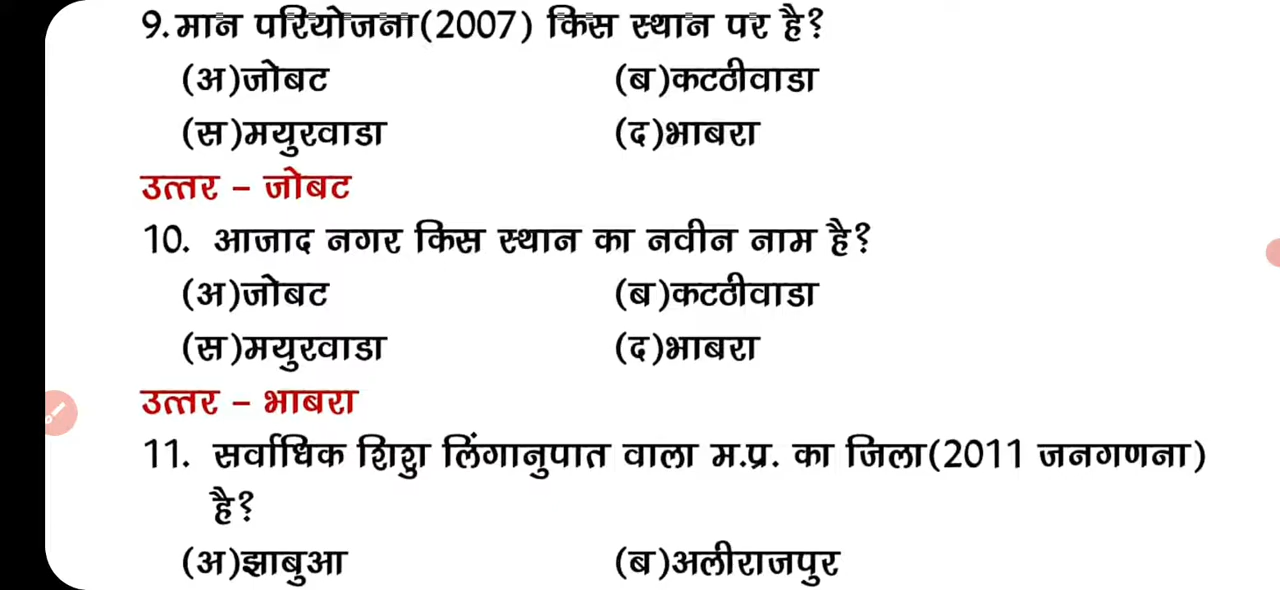 9.मान परियोजना(2007) किस स्थान पर है?
(अ)जोबट (ब)कटठीवाडा
(स)मयुरवाडा (द)भाबरा
उत्तर – जोबट
10. आजाद नगर किस स्थान का नवीन नाम है?
(अ)जोबट (ब)कटठीवाडा
(स)मयुरवाडा (द)भाबरा
उत्तर – भाबरा
11. सर्वाधिक शिशु लिंगानुपात वाला म.प्र. का जिला(2011 जनगणना)
है?
(अ)झाबुआ (ब)अलीराजपुर